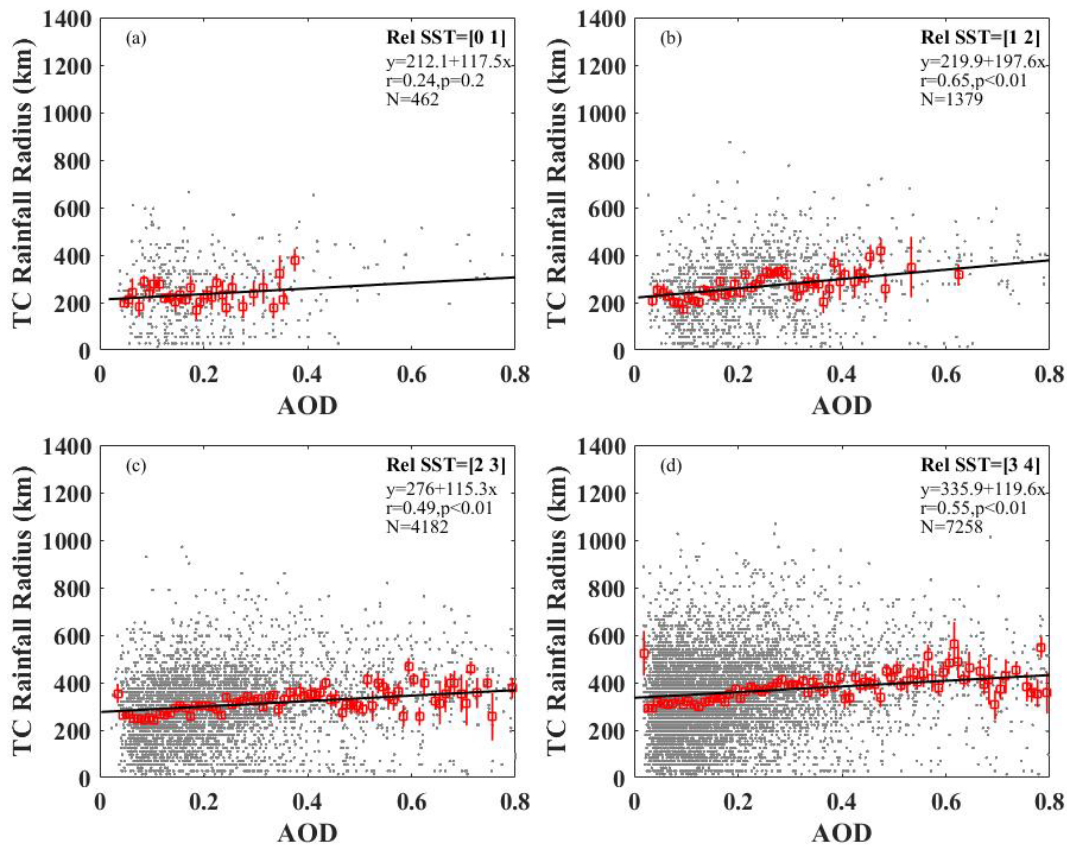 (a)
Rel SST=[0 1]
y=212.1+117.5x
r=0.24,p=0.2
N=462
TC Rainfall Radius (km)
1400
1200
1000
800
600
400
200
0
0 0.2 0.4 0.6 0.8
AOD
(b)
Rel SST=[1 2]
y=219.9+197.6x
r=0.65,p<0.01
N=1379
TC Rainfall Radius (km)
1400
1200
1000
800
600
400
200
0
0 0.2 0.4 0.6 0.8
AOD
(c)
Rel SST=[2 3]
y=276+115.3x
r=0.49,p<0.01
N=4182
TC Rainfall Radius (km)
1400
1200
1000
800
600
400
200
0
0 0.2 0.4 0.6 0.8
AOD
(d)
Rel SST=[3 4]
y=335.9+119.6x
r=0.55,p<0.01
N=7258
TC Rainfall Radius (km)
1400
1200
1000
800
600
400
200
0
0 0.2 0.4 0.6 0.8
AOD